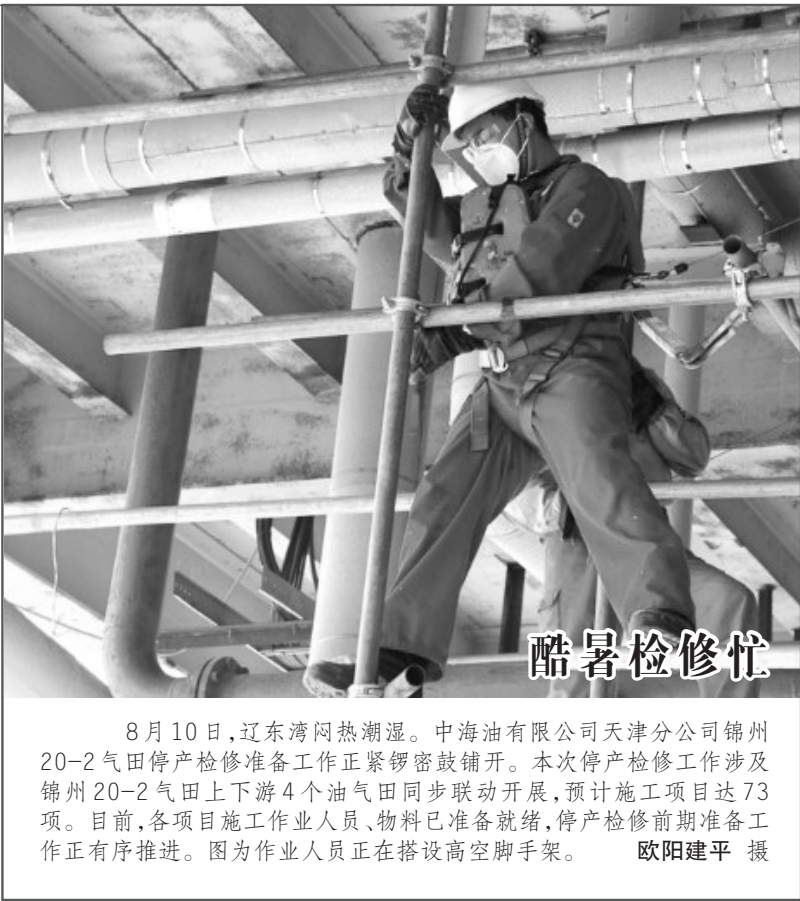 酷暑检修忙
8月10日,辽东湾闷热潮湿。中海油有限公司天津分公司锦州
20-2气田停产检修准备工作正紧锣密鼓铺开。本次停产检修工作涉及
锦州20-2气田上下游4个油气田同步联动开展,预计施工项目达73
项。目前,各项目施工作业人员、物料已准备就绪,停产检修前期准备工
作正有序推进。图为作业人员正在搭设高空脚手架。 欧阳建平 摄